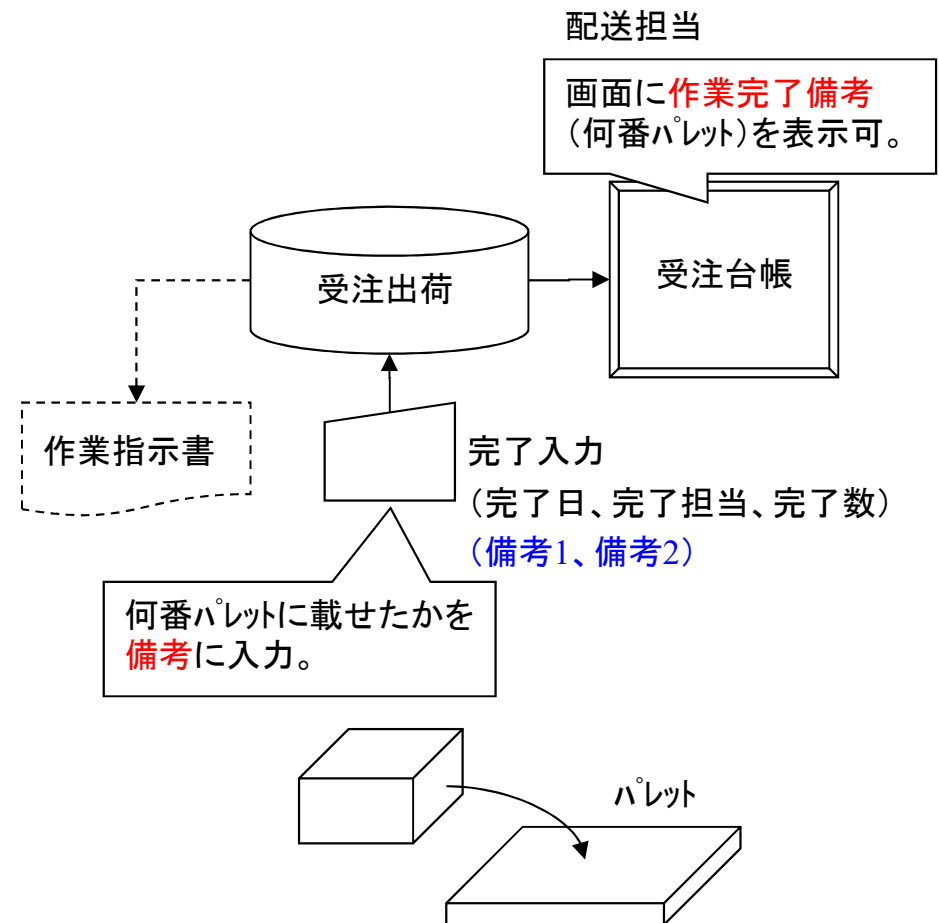 配送担当
画面に作業完了備考
（何番ﾊﾟﾚｯﾄ）を表示可。
受注出荷
受注台帳
作業指示書
完了入力
（完了日、完了担当、完了数）
（備考1、備考2）
何番ﾊﾟﾚｯﾄに載せたかを
備考に入力。
ﾊﾟﾚｯﾄ